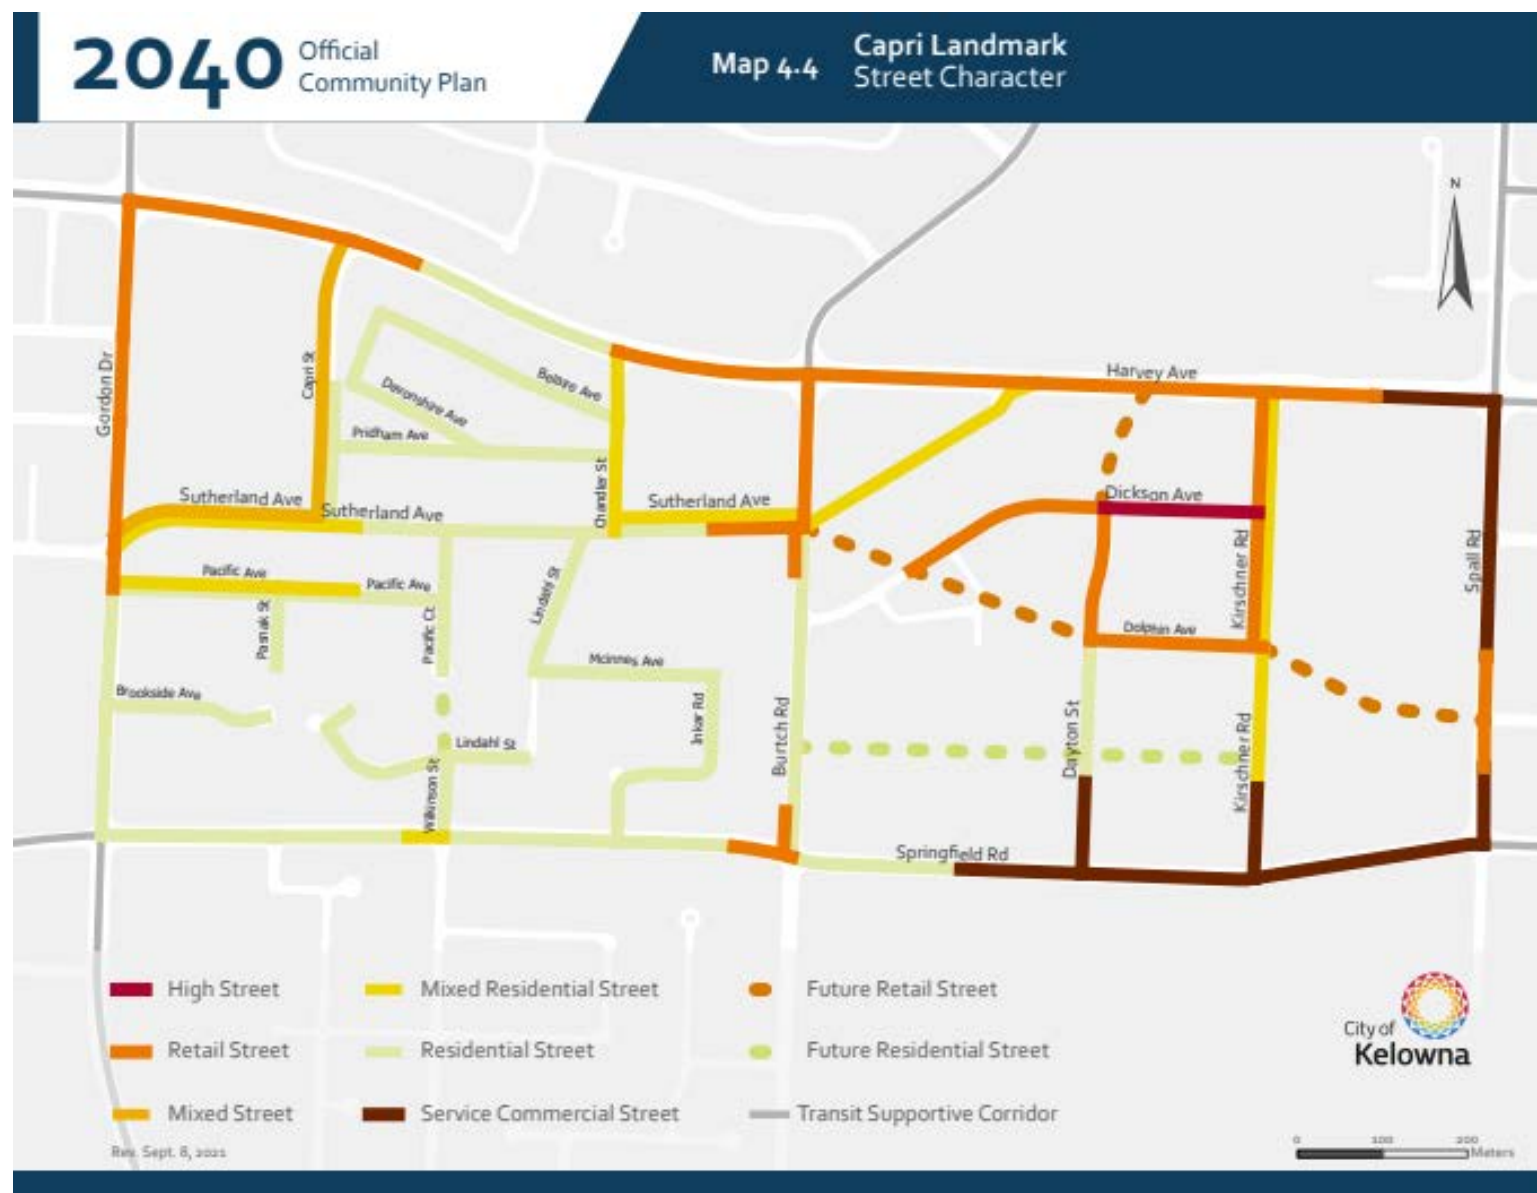 2040 Official
Community Plan
Map 4.4
Capri Landmark
Street Character
N
Gordon Dr
Capri St
Belaire Ave
Devonshire Ave
Pridham Ave
Harvey Ave
Sutherland Ave
Sutherland Ave
Chandler St
Sutherland Ave
Dickson Ave
Kirschner Rd
Spall Rd
Pacific Ave
Pacific Ave
Pasnak St
Pacific Ct
Lindahl St
Mcinnes Ave
Dolphin Ave
Brookside Ave
Inkar Rd
Burtch Rd
Dayton St
Kirschner Rd
Lindahl St
Wilkinson St
Springfield Rd
High Street
Mixed Residential Street
Future Retail Street
Retail Street
Residential Street
Future Residential Street
Mixed Street
Service Commercial Street
Transit Supportive Corridor
City of
Kelowna
Rev. Sept. 8, 2021
0 100 200
Meters